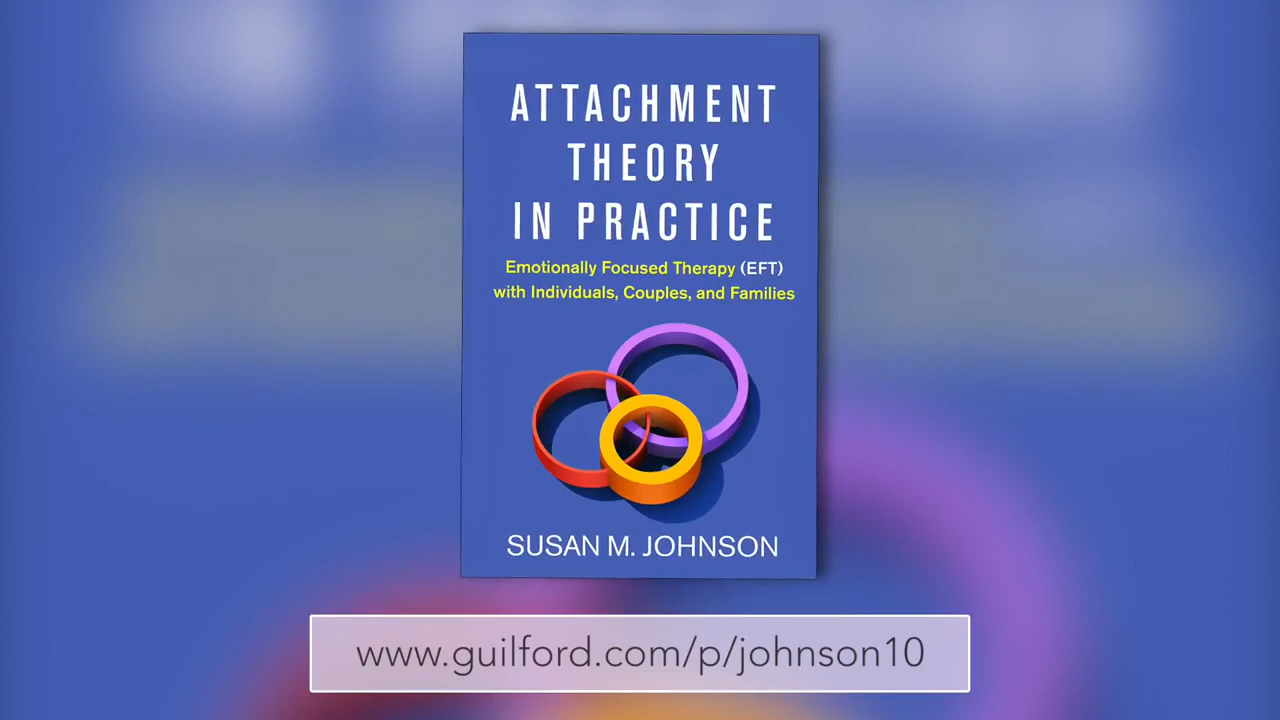 ATTACHMENT
THEORY
IN PRACTICE
Emotionally Focused Therapy (EFT)
with Individuals, Couples, and Families
SUSAN M. JOHNSON
www.guilford.com/p/johnson10